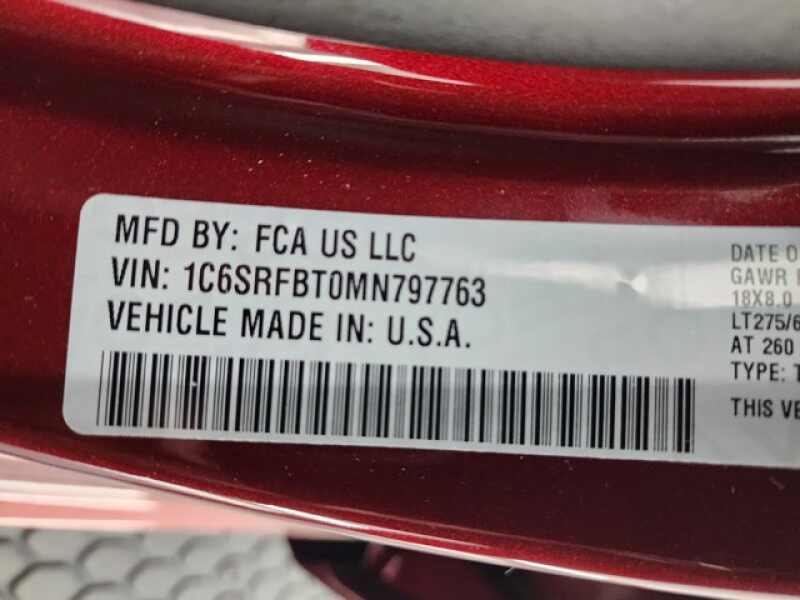 MFD BY: FCA US LLC
VIN: 1C6SRFBT0MN797763
VEHICLE MADE IN: U.S.A.
DATE O
GAWR
18X8.0
LT275/6
AT 260
TYPE: T
THIS VE